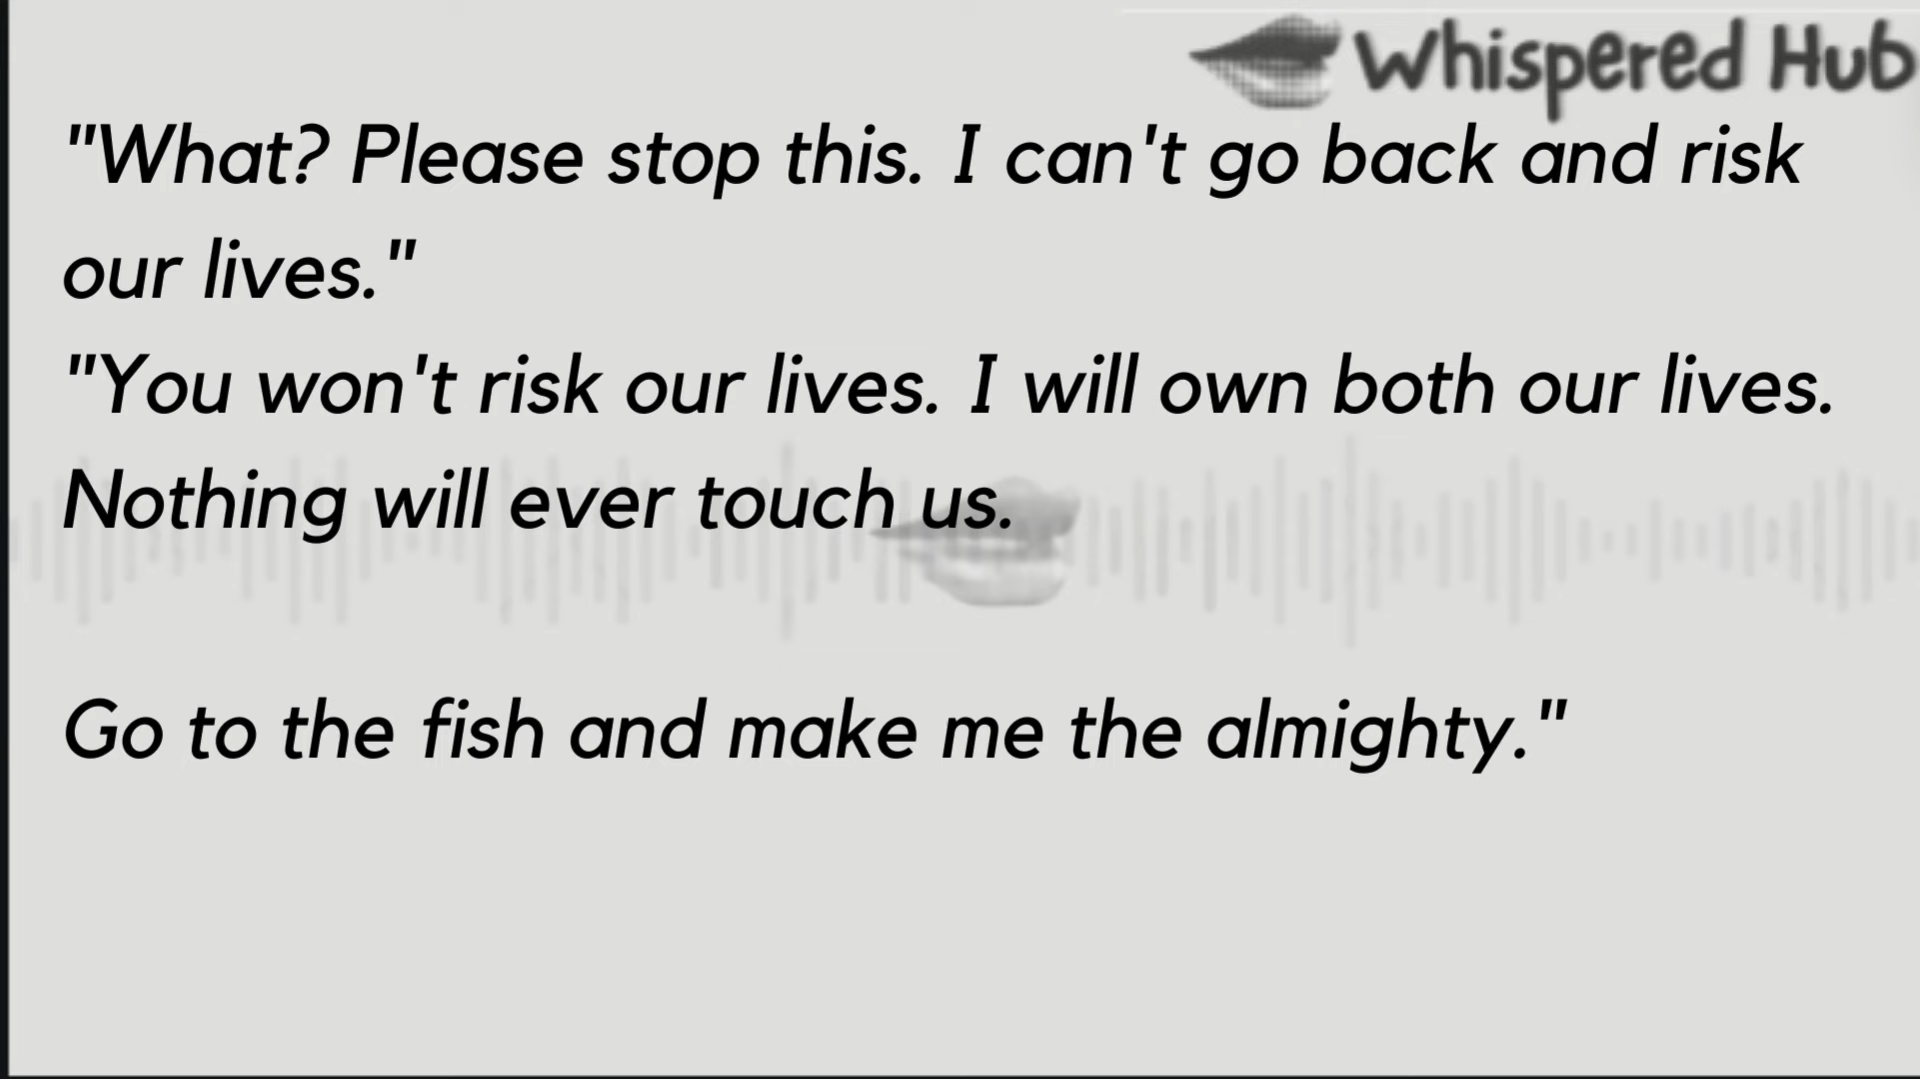 Whispered Hub
"What? Please stop this. I can't go back and risk
our lives."
"You won't risk our lives. I will own both our lives.
Nothing will ever touch us.
Go to the fish and make me the almighty."